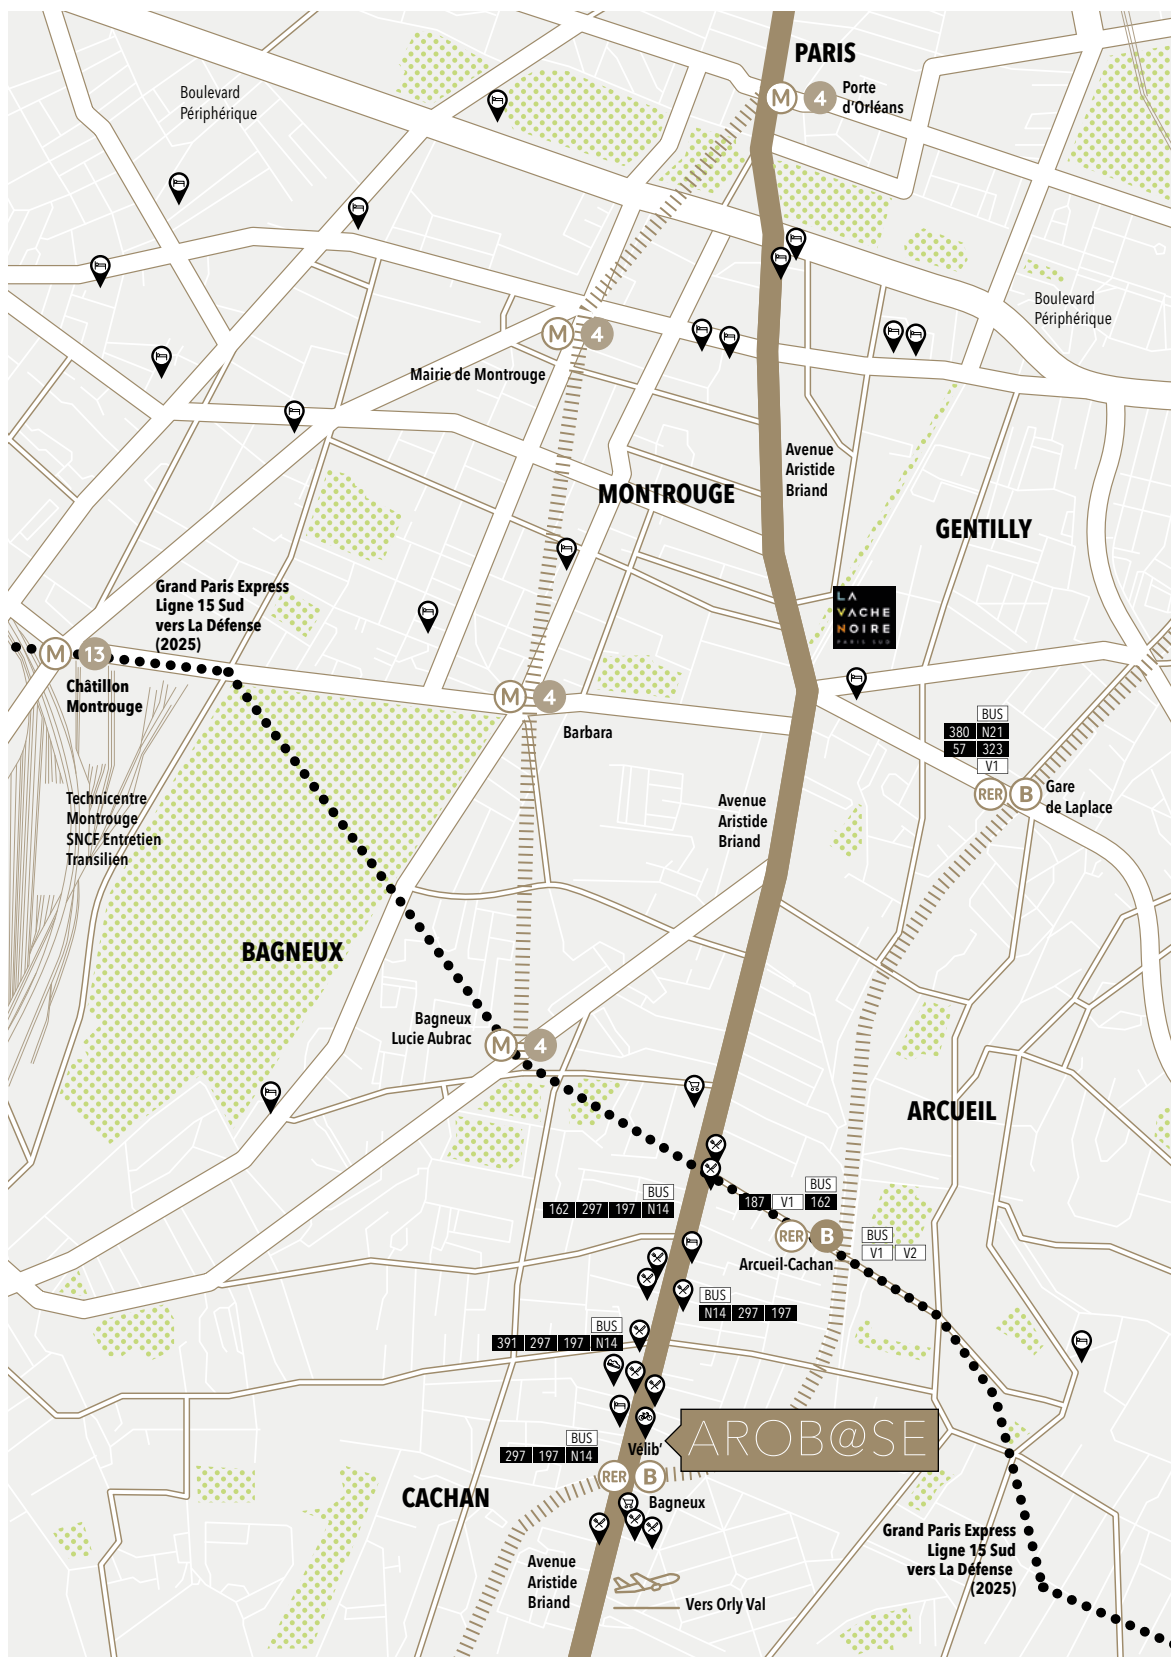 PARIS
M 4
Porte
d'Orléans
Boulevard
Périphérique
Boulevard
Périphérique
M 4
Mairie de Montrouge
Avenue
Aristide
Briand
MONTROUGE
GENTILLY
Grand Paris Express
Ligne 15 Sud
vers La Défense
(2025)
LA
VACHE
NOIRE
PARIS SUD
M 13
Châtillon
Montrouge
M 4
Barbara
BUS
380 N21
57 323
V1
RER B
Gare
de Laplace
Technicentre
Montrouge
SNCF Entretien
Transilien
Avenue
Aristide
Briand
BAGNEUX
Bagneux
Lucie Aubrac
M 4
ARCUEIL
BUS
162 297 197 N14
BUS
187 V1 162
RER B
Arcueil-Cachan
BUS
V1 V2
BUS
N14 297 197
BUS
391 297 197 N14
AROB@SE
Vélib'
BUS
297 197 N14
RER B
Bagneux
CACHAN
Grand Paris Express
Ligne 15 Sud
vers La Défense
(2025)
Avenue
Aristide
Briand
Vers Orly Val